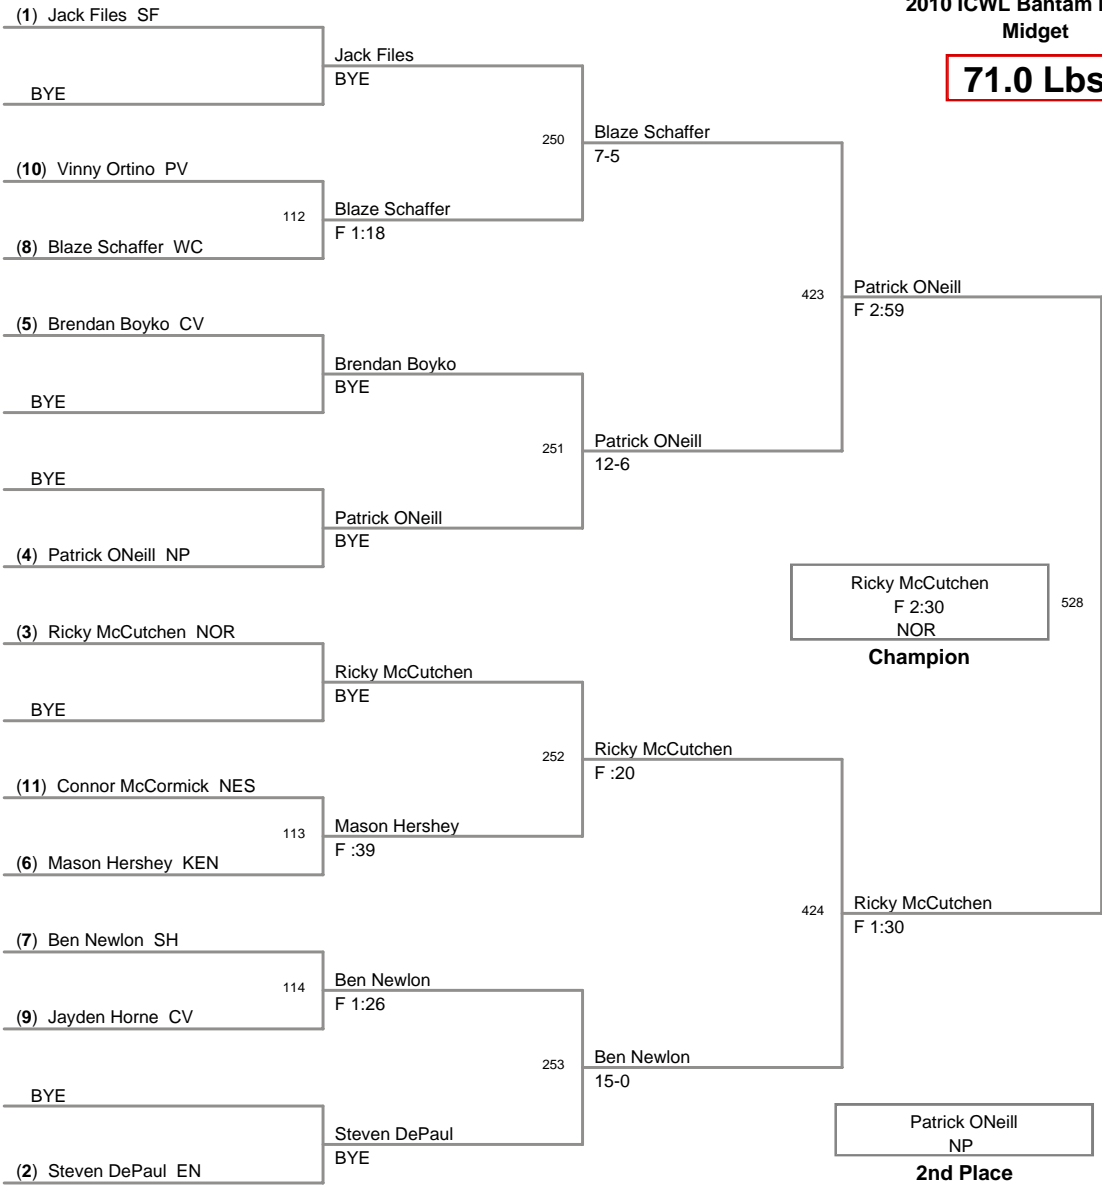 2010 ICWL Bantam
Midget
71.0 Lbs
(1) Jack Files SF
BYE
Jack Files
BYE
(10) Vinny Ortino PV
112
(8) Blaze Schaffer WC
Blaze Schaffer
F 1:18
250
Blaze Schaffer
7-5
(5) Brendan Boyko CV
BYE
Brendan Boyko
BYE
BYE
(4) Patrick ONeill NP
Patrick ONeill
BYE
251
Patrick ONeill
12-6
423
Patrick ONeill
F 2:59
(3) Ricky McCutchen NOR
BYE
Ricky McCutchen
BYE
(11) Connor McCormick NES
113
(6) Mason Hershey KEN
Mason Hershey
F :39
252
Ricky McCutchen
F :20
(7) Ben Newlon SH
114
(9) Jayden Horne CV
Ben Newlon
F 1:26
BYE
(2) Steven DePaul EN
Steven DePaul
BYE
253
Ben Newlon
15-0
424
Ricky McCutchen
F 1:30
Ricky McCutchen
F 2:30
NOR
528
Champion
Patrick ONeill
NP
2nd Place